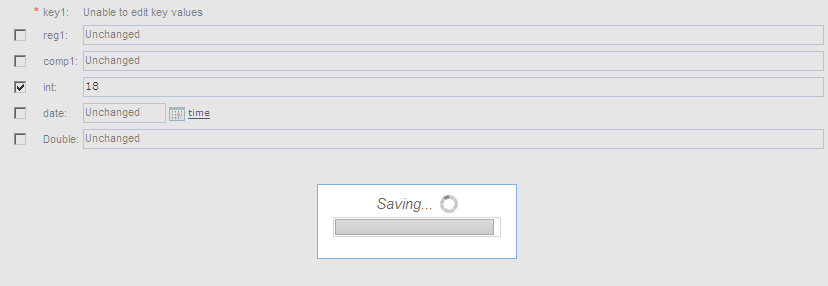 * key1: Unable to edit key values
reg1: Unchanged
comp1: Unchanged
int: 18
date: Unchanged time
Double: Unchanged
Saving...